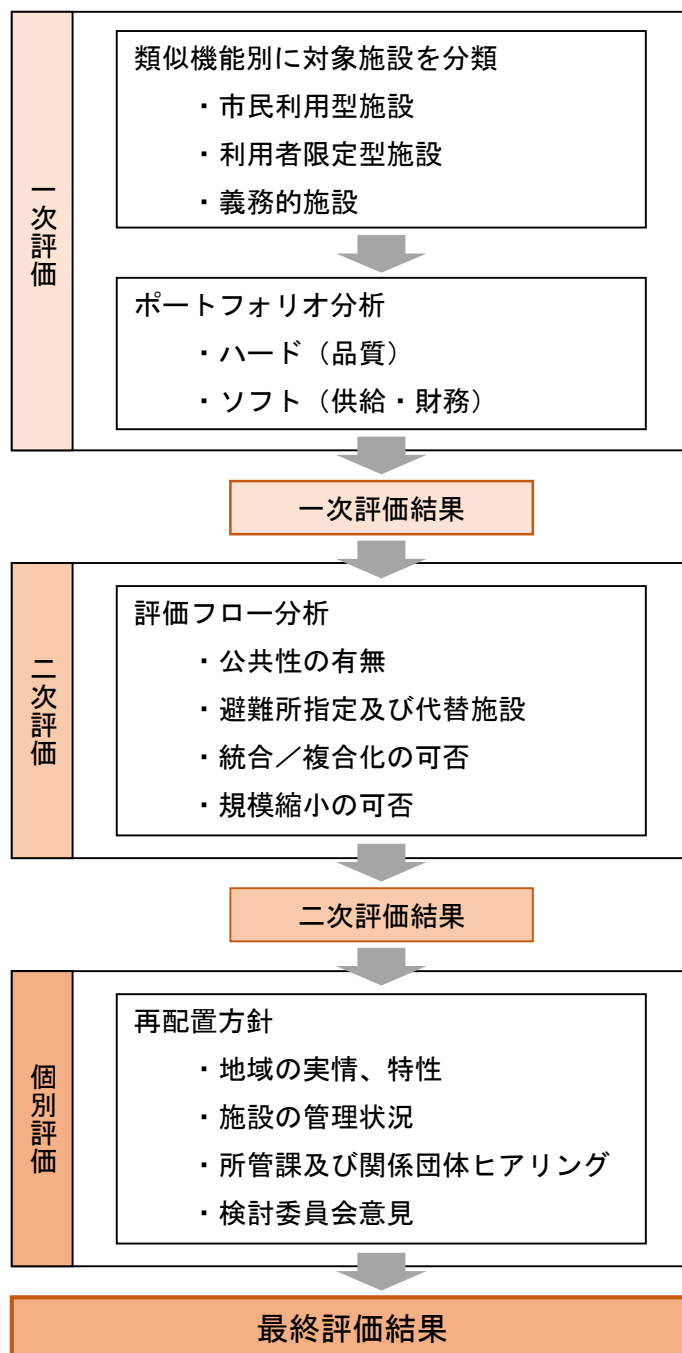 一次評価
類似機能別に対象施設を分類
・市民利用型施設
・利用者限定型施設
・義務的施設
ポートフォリオ分析
・ハード（品質）
・ソフト（供給・財務）
一次評価結果
二次評価
評価フロー分析
・公共性の有無
・避難所指定及び代替施設
・統合／複合化の可否
・規模縮小の可否
二次評価結果
個別評価
再配置方針
・地域の実情、特性
・施設の管理状況
・所管課及び関係団体ヒアリング
・検討委員会意見
最終評価結果